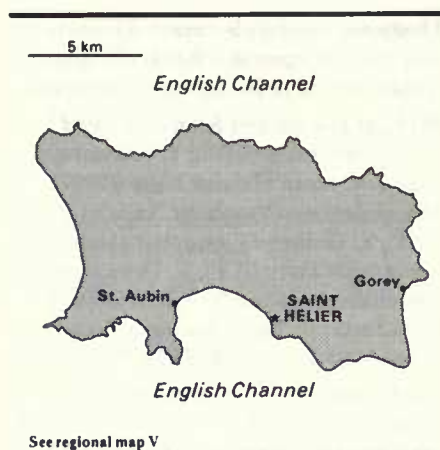 5 km
English Channel
St. Aubin
Gorey
SAINT
HELIER
English Channel
See regional map V